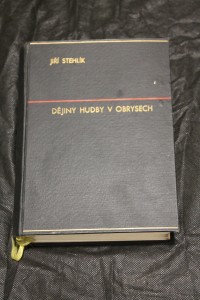 JIŘÍ STEHLÍK
DĚJINY HUDBY V OBRYSECH